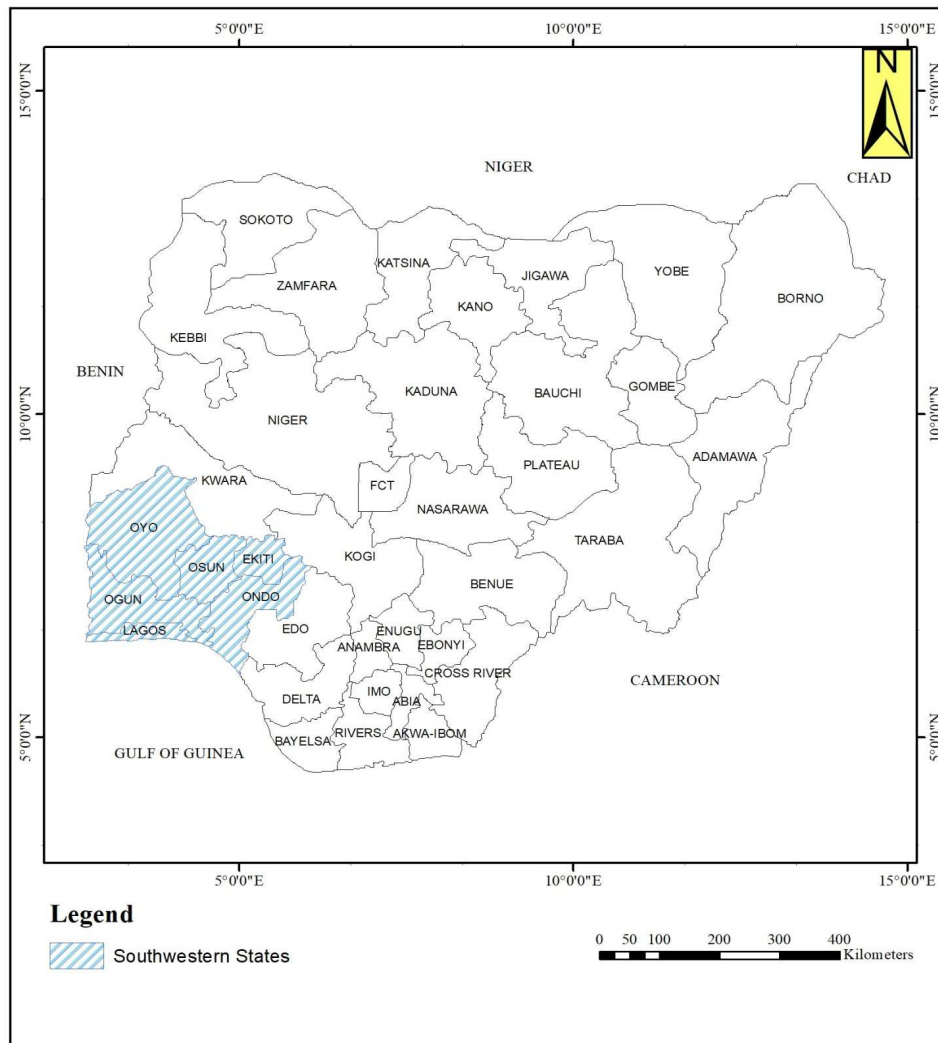 5°0'0"E
10°0'0"E
15°0'0"E
N
15°0'0"N
15°0'0"N
NIGER
CHAD
SOKOTO
KATSINA
YOBE
JIGAWA
ZAMFARA
BORNO
KANO
KEBBI
BENIN
GOMBE
KADUNA
BAUCHI
10°0'0"N
10°0'0"N
NIGER
ADAMAWA
PLATEAU
KWARA
FCT
NASARAWA
OYO
TARABA
KOGI
EKITI
OSUN
BENUE
OGUN
ONDO
LAGOS
EDO
ENUGU
ANAMBRA
EBONYI
CROSS RIVER
CAMEROON
IMO
DELTA
ABIA
RIVERS
AKWA-IBOM
BAYELSA
5°0'0"N
5°0'0"N
GULF OF GUINEA
5°0'0"E
10°0'0"E
15°0'0"E
Legend
Southwestern States
0 50 100 200 300 400
Kilometers